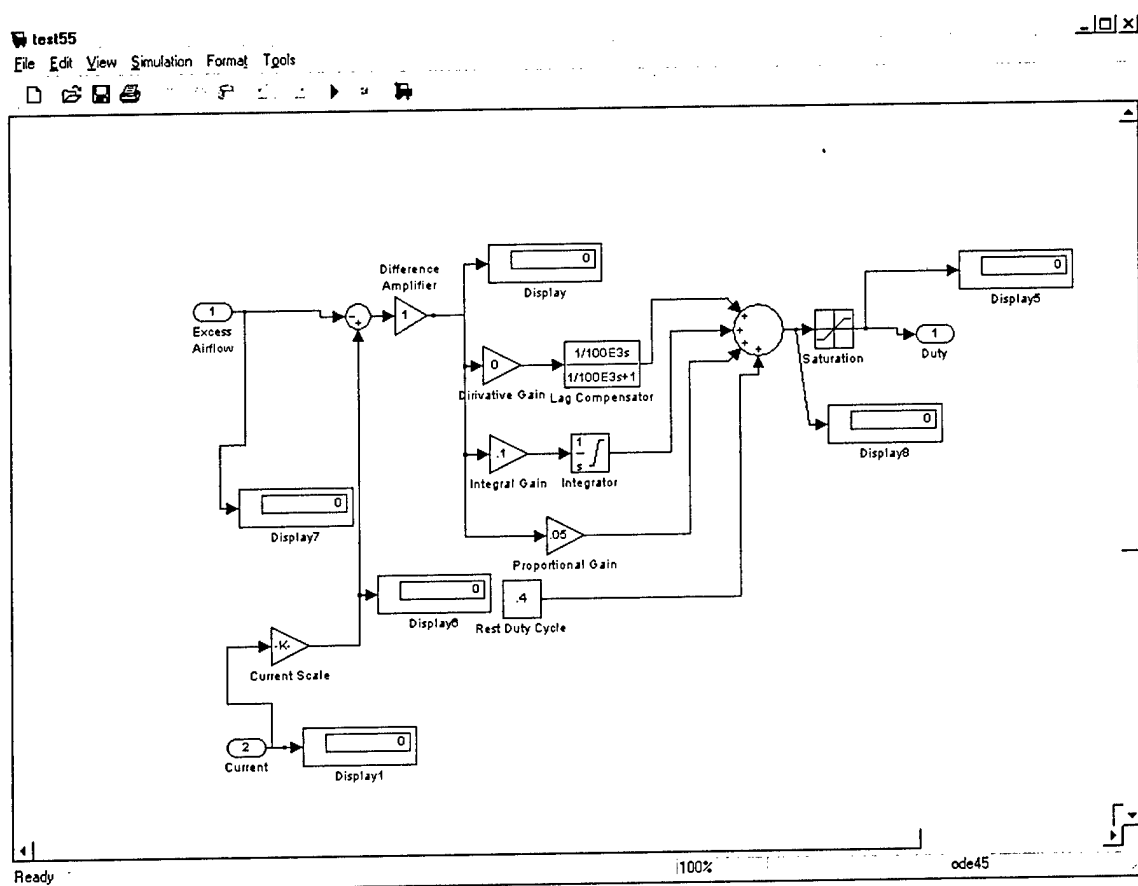 test55
File Edit View Simulation Format Tools
0
Display
Difference
Amplifier
1
0
Display5
1
Excess
Airflow
-
+
+
+
+
+
Saturation
1
Duty
0
Dirivative Gain
1/100E3s
1/100E3s+1
Lag Compensator
0
Display8
.1
Integral Gain
1
s
Integrator
0
Display7
.05
Proportional Gain
0
Display6
.4
Rest Duty Cycle
-K-
Current Scale
2
Current
0
Display1
Ready
100%
ode45